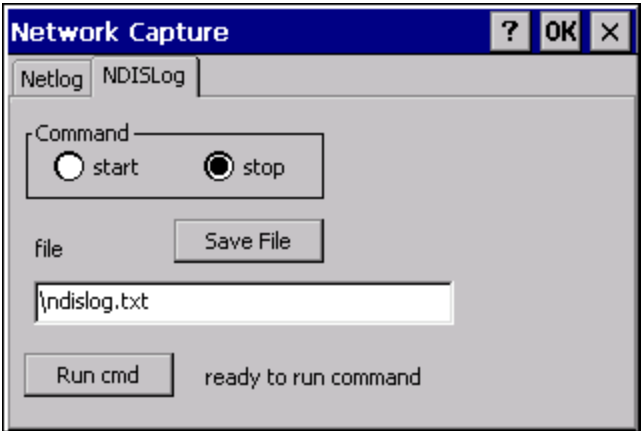 Network Capture ? OK ×
Netlog NDISLog
Command
start stop
file Save File
\ndislog.txt
Run cmd ready to run command